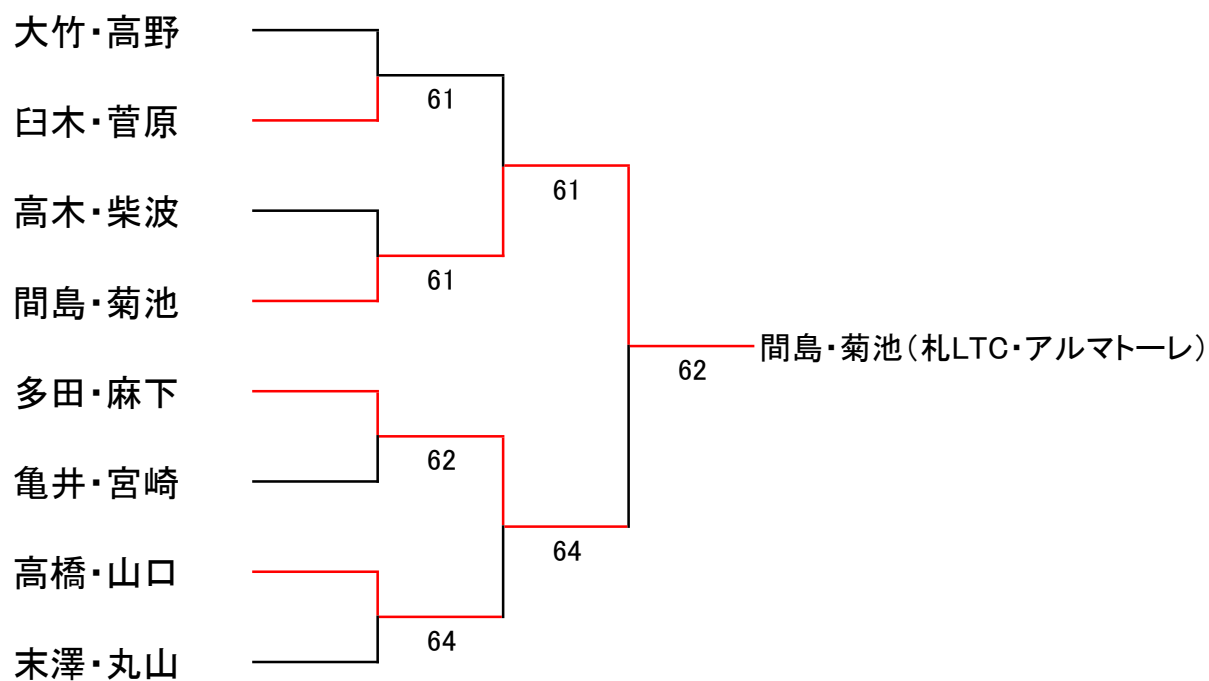 大竹・高野
61
臼木・菅原
61
高木・柴波
61
間島・菊池
間島・菊池(札LTC・アルマトーレ)
62
多田・麻下
62
亀井・宮崎
64
高橋・山口
64
末澤・丸山